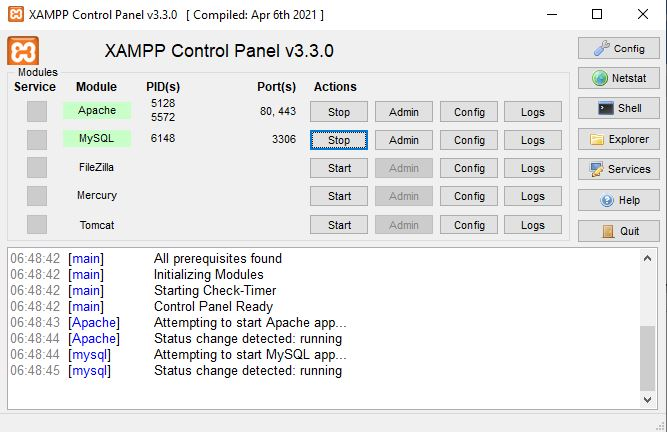 XAMPP Control Panel v3.3.0 [ Compiled: Apr 6th 2021 ]
XAMPP Control Panel v3.3.0
Config
Modules
Service Module PID(s) Port(s) Actions
Netstat
Apache 5128 5572 80, 443 Stop Admin Config Logs
Shell
MySQL 6148 3306 Stop Admin Config Logs
Explorer
FileZilla Start Admin Config Logs
Services
Mercury Start Admin Config Logs
Help
Tomcat Start Admin Config Logs
Quit
06:48:42 [main] All prerequisites found
06:48:42 [main] Initializing Modules
06:48:42 [main] Starting Check-Timer
06:48:42 [main] Control Panel Ready
06:48:43 [Apache] Attempting to start Apache app...
06:48:44 [Apache] Status change detected: running
06:48:44 [mysql] Attempting to start MySQL app...
06:48:45 [mysql] Status change detected: running